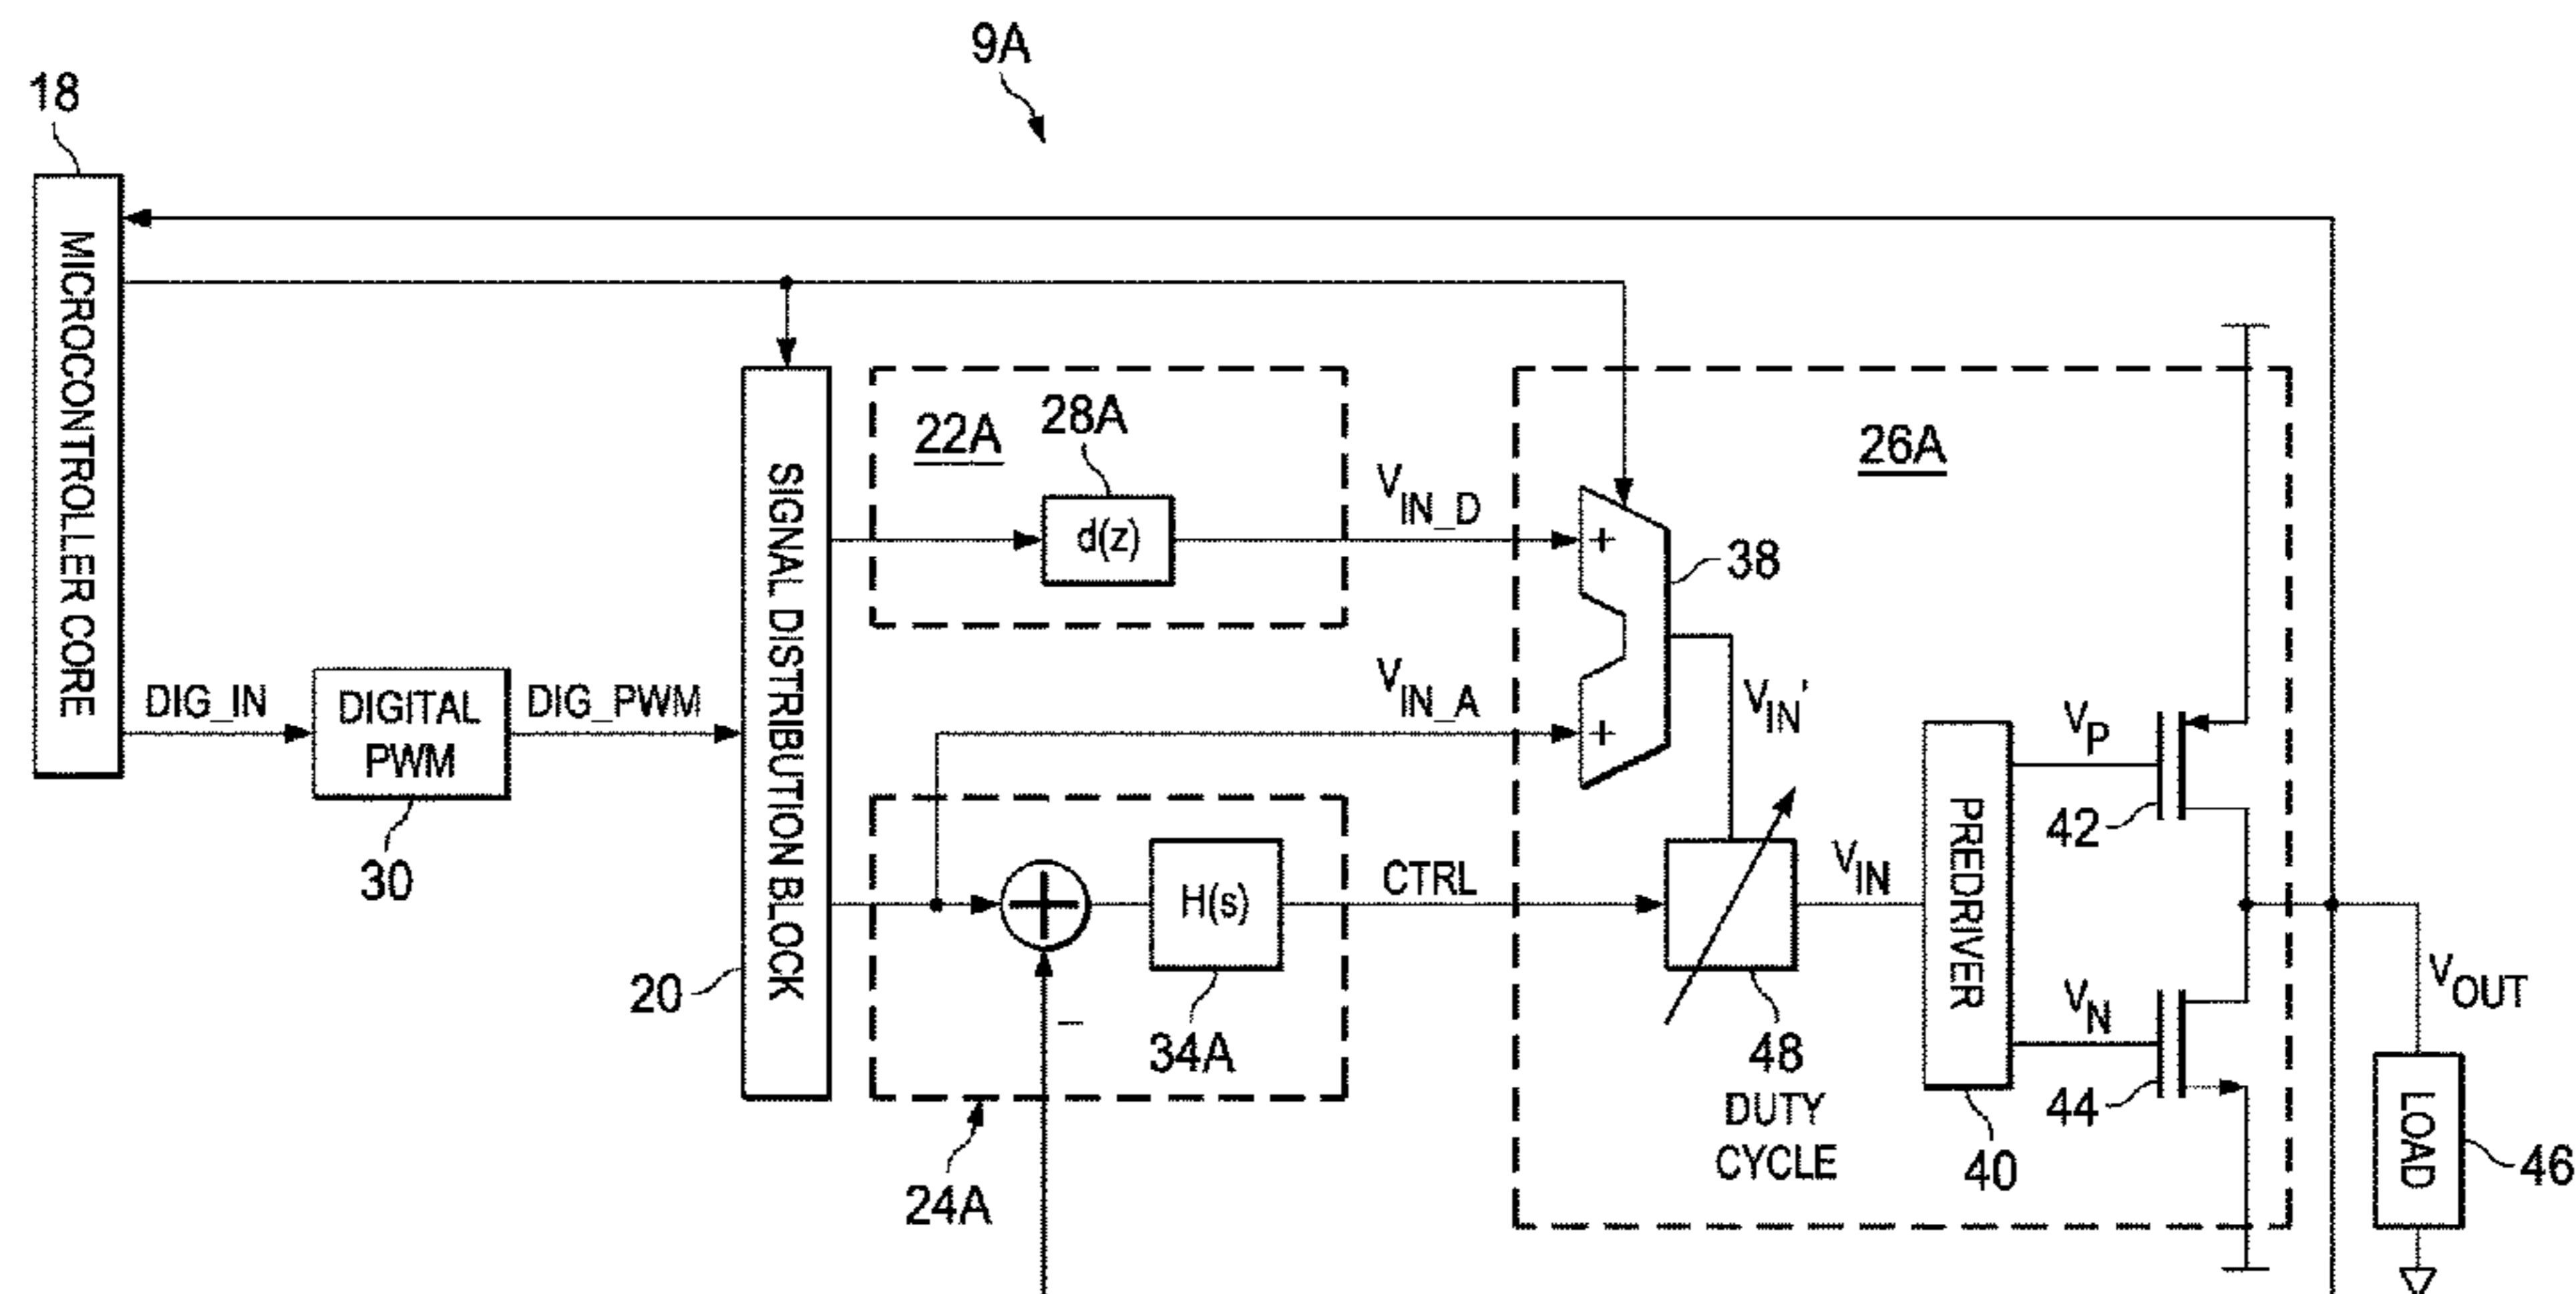 9A
18
MICROCONTROLLER CORE
22A
28A
d(z)
V_IN_D
26A
38
SIGNAL DISTRIBUTION BLOCK
DIG_IN
DIGITAL
PWM
30
DIG_PWM
V_IN_A
V_IN'
V_P
42
20
+
+
H(s)
34A
−
24A
CTRL
48
DUTY
CYCLE
V_IN
PREDRIVER
40
V_N
44
V_OUT
LOAD
46